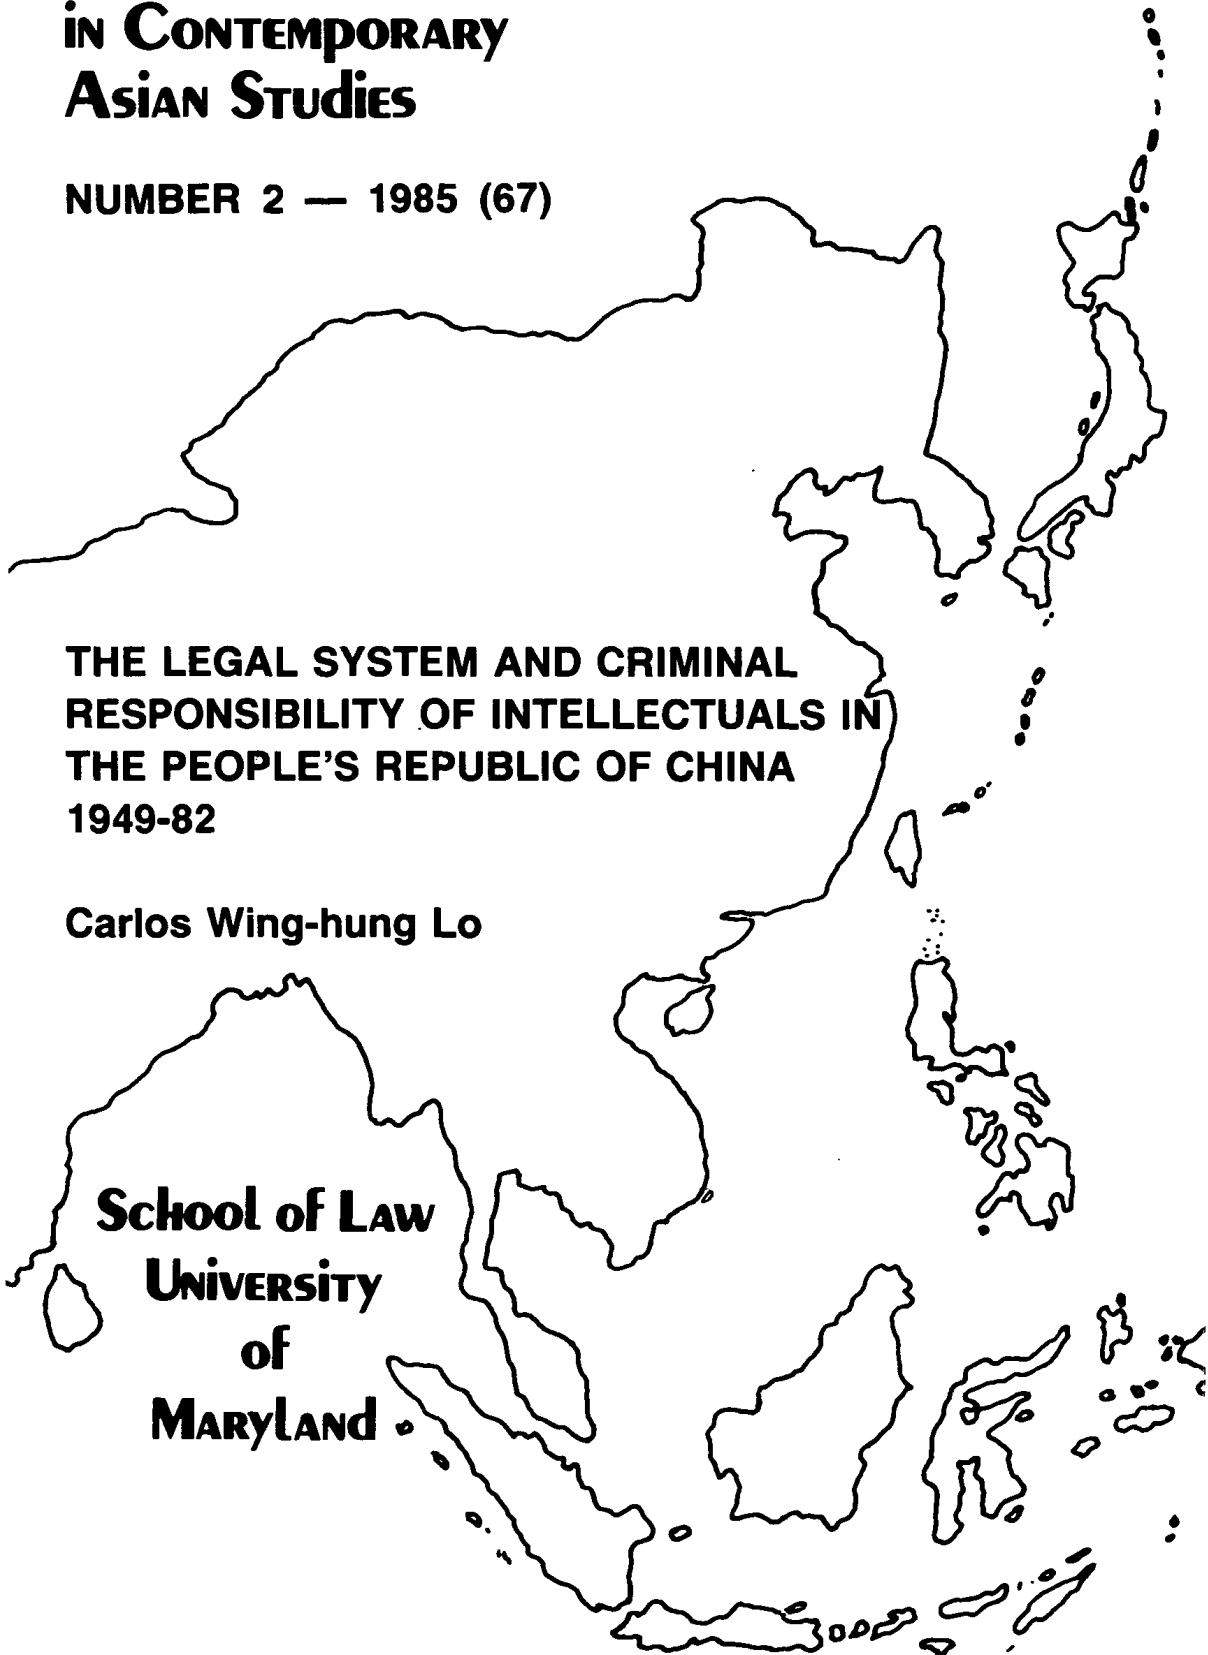 in Contemporary
Asian Studies
NUMBER 2 — 1985 (67)
THE LEGAL SYSTEM AND CRIMINAL
RESPONSIBILITY OF INTELLECTUALS IN
THE PEOPLE'S REPUBLIC OF CHINA
1949-82
Carlos Wing-hung Lo
School of Law
University
of
Maryland